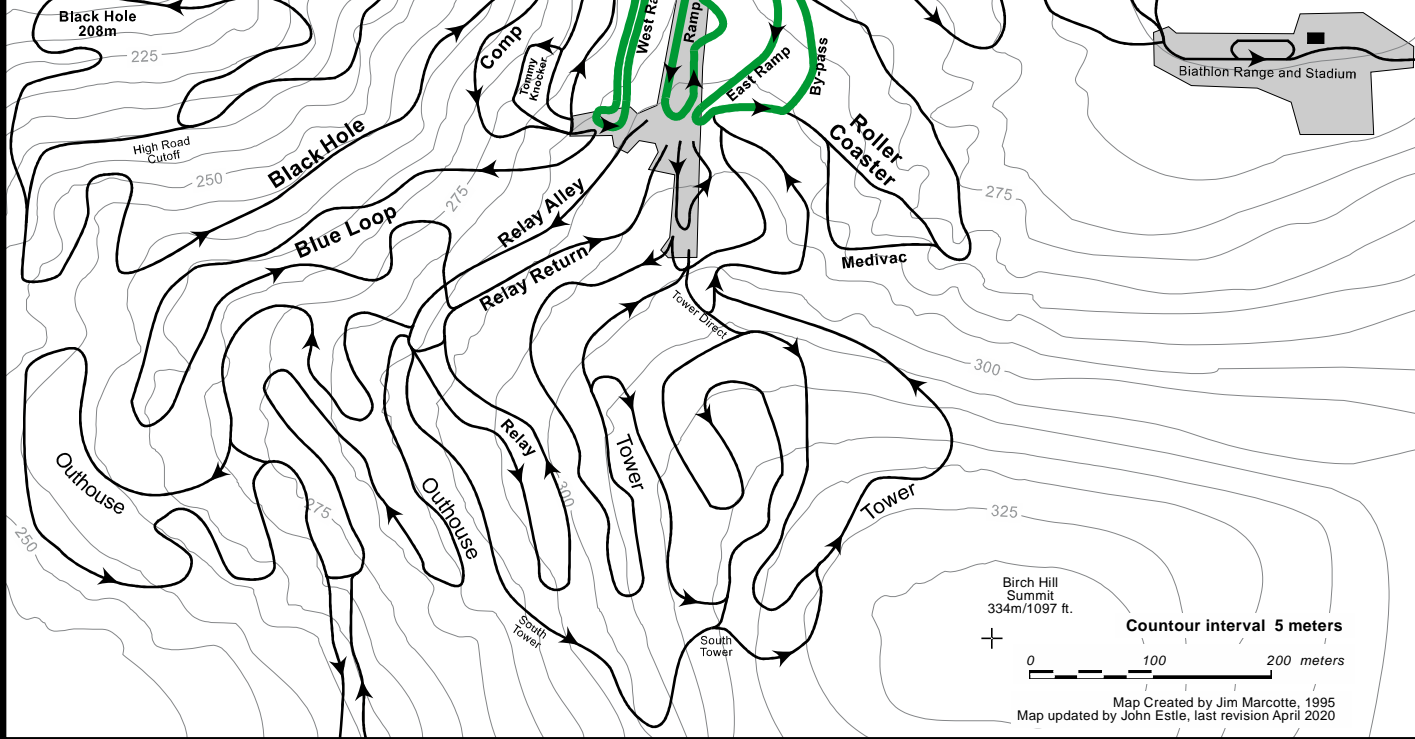 Black Hole
208m
225
Comp
Tommy
Knocker
West Ra
Ramp
East Ramp
By-pass
Biathlon Range and Stadium
High Road
Cutoff
Black Hole
250
275
Blue Loop
Relay Alley
Relay Return
Roller
Coaster
275
Medivac
Tower Direct
300
Outhouse
250
275
Outhouse
Relay
300
Tower
Tower
325
South
Tower
South
Tower
Birch Hill
Summit
334m/1097 ft.
Countour interval 5 meters
0 100 200 meters
Map Created by Jim Marcotte, 1995
Map updated by John Estle, last revision April 2020